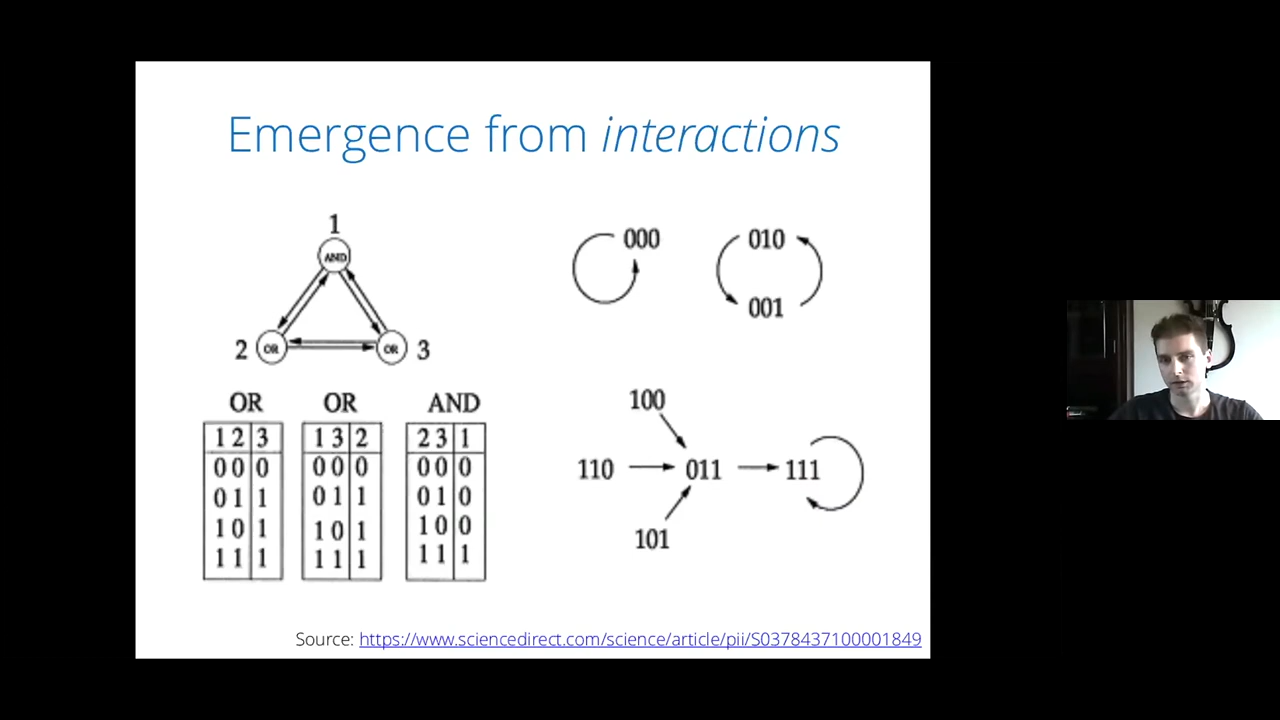 Emergence from interactions
1
AND
2 OR OR 3
OR OR AND
1 2 3 1 3 2 2 3 1
0 0 0 0 0 0 0 0 0
0 1 1 0 1 1 0 1 0
1 0 1 1 0 1 1 0 0
1 1 1 1 1 1 1 1 1
000 010
001
100
110 011 111
101
Source: https://www.sciencedirect.com/science/article/pii/S0378437100001849